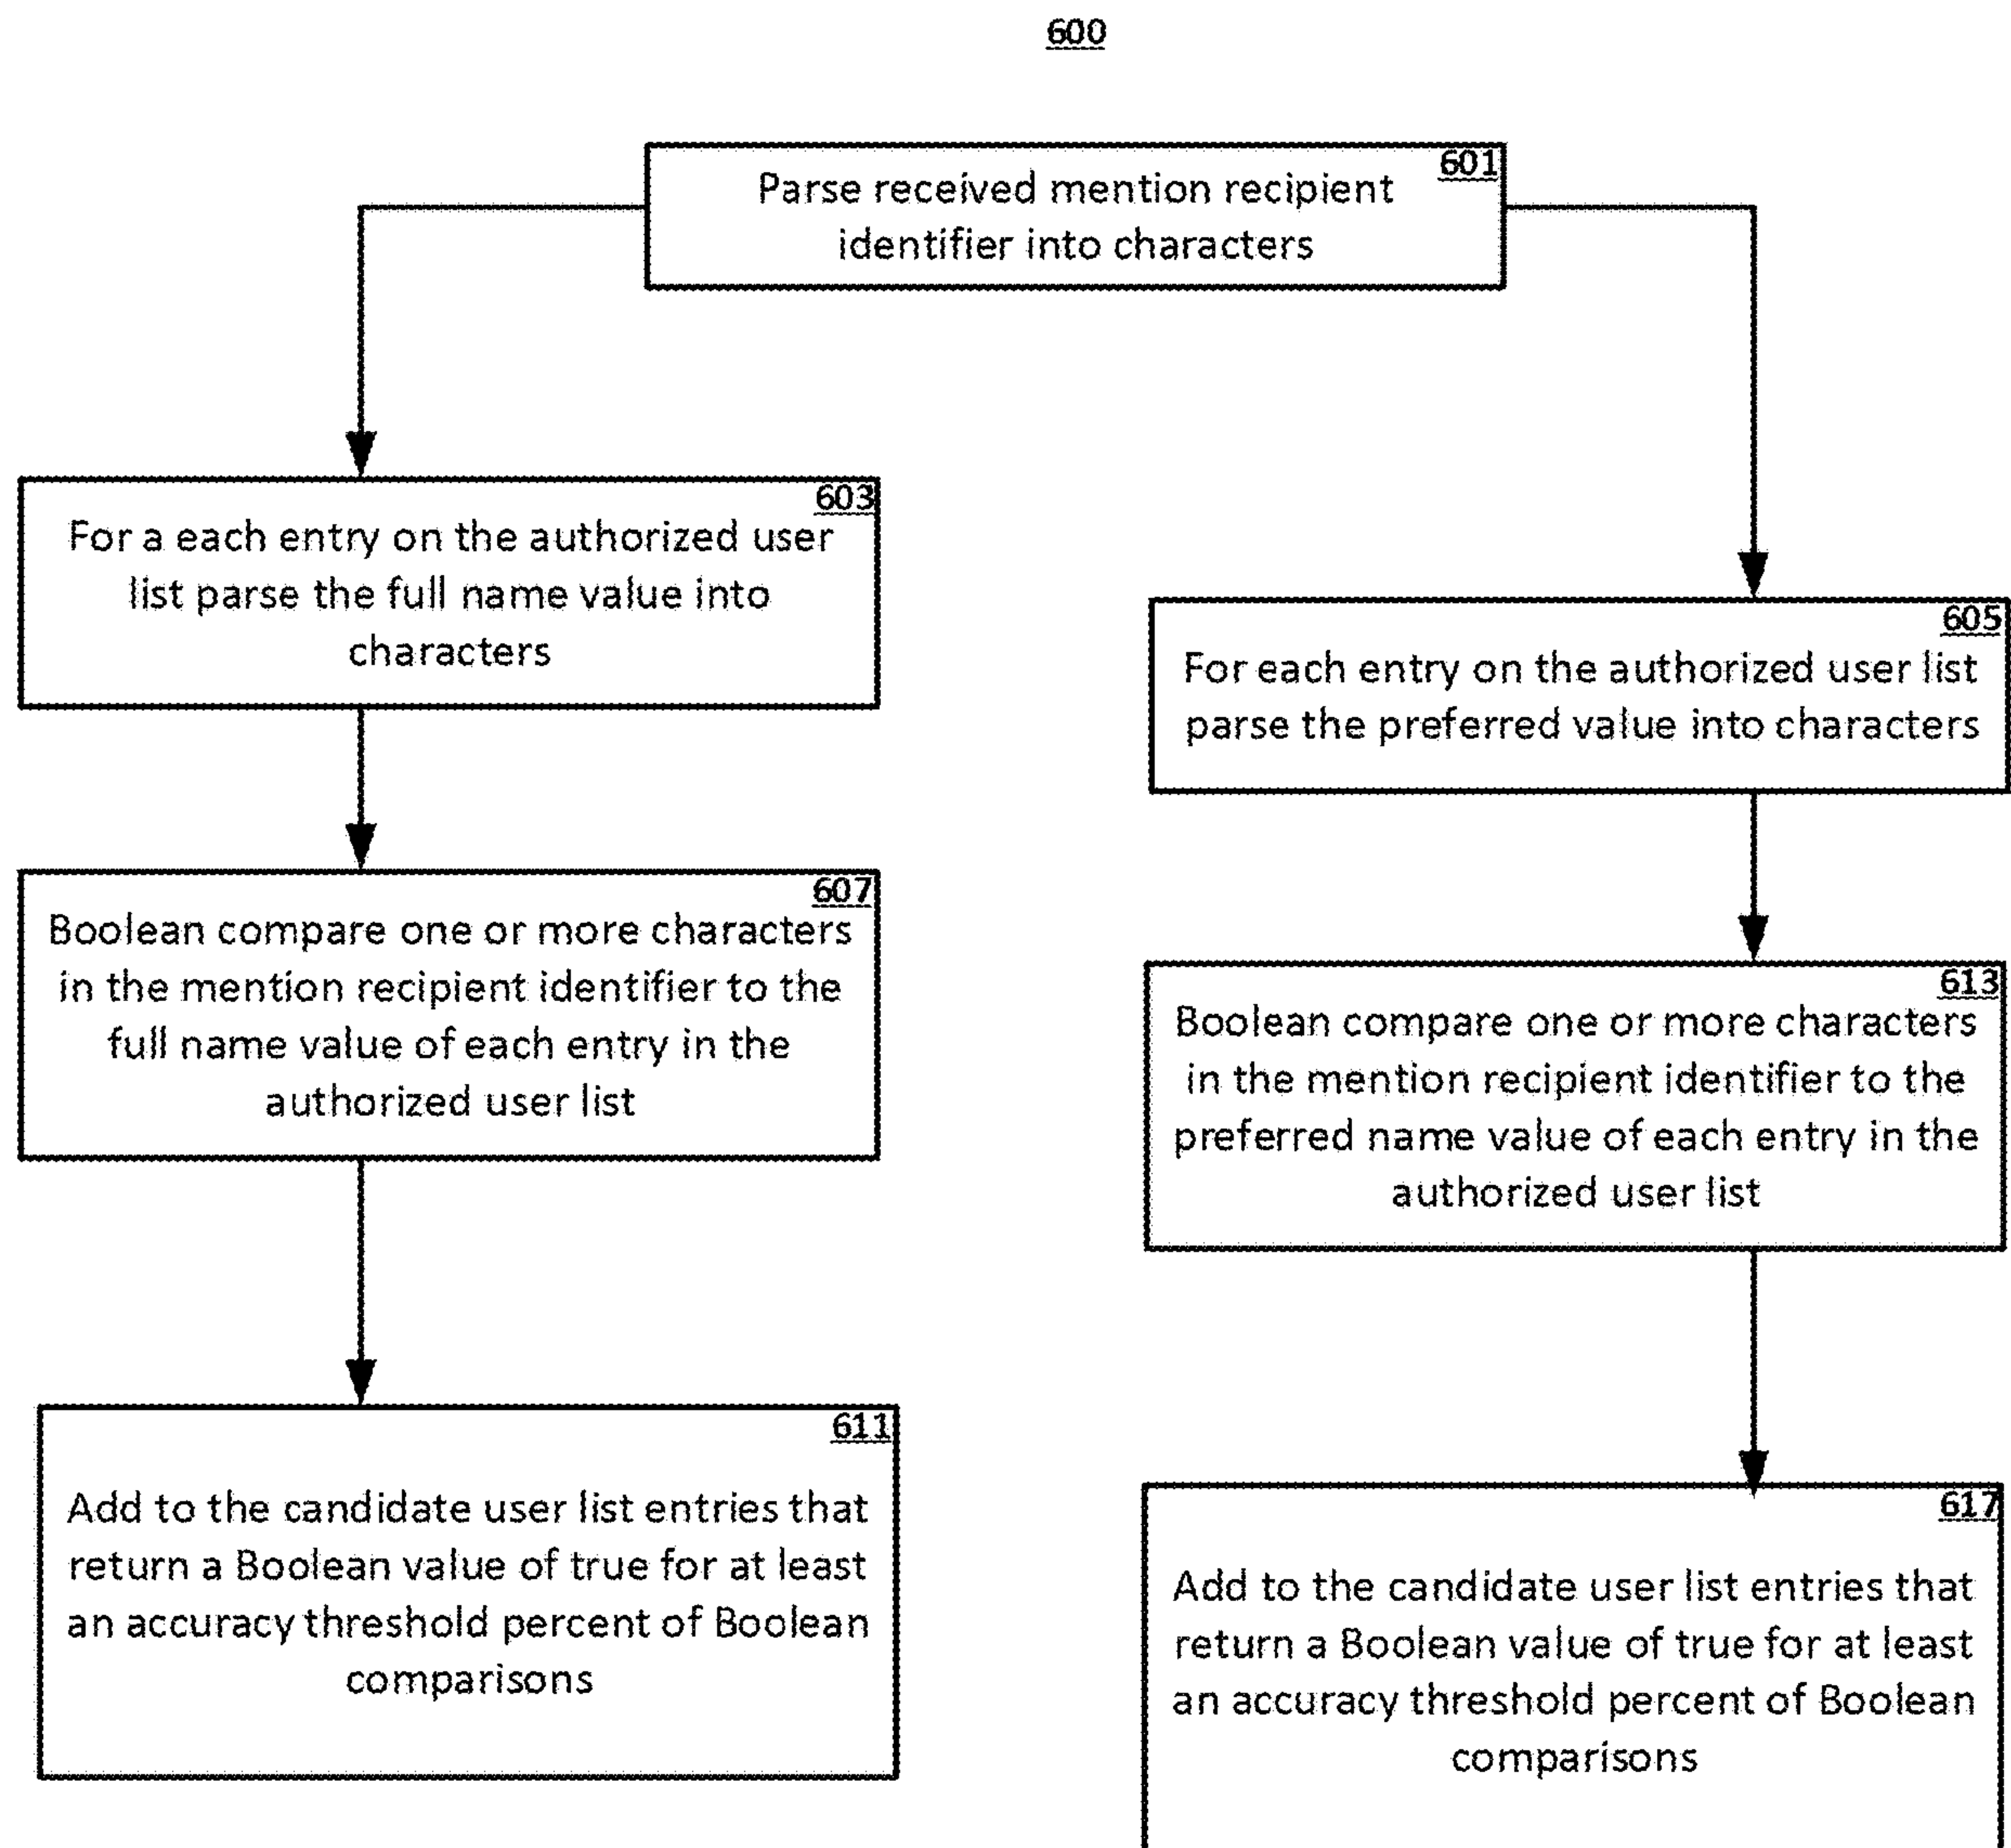 600
601
Parse received mention recipient
identifier into characters
603
For a each entry on the authorized user
list parse the full name value into
characters
605
For each entry on the authorized user list
parse the preferred value into characters
607
Boolean compare one or more characters
in the mention recipient identifier to the
full name value of each entry in the
authorized user list
613
Boolean compare one or more characters
in the mention recipient identifier to the
preferred name value of each entry in the
authorized user list
611
Add to the candidate user list entries that
return a Boolean value of true for at least
an accuracy threshold percent of Boolean
comparisons
617
Add to the candidate user list entries that
return a Boolean value of true for at least
an accuracy threshold percent of Boolean
comparisons